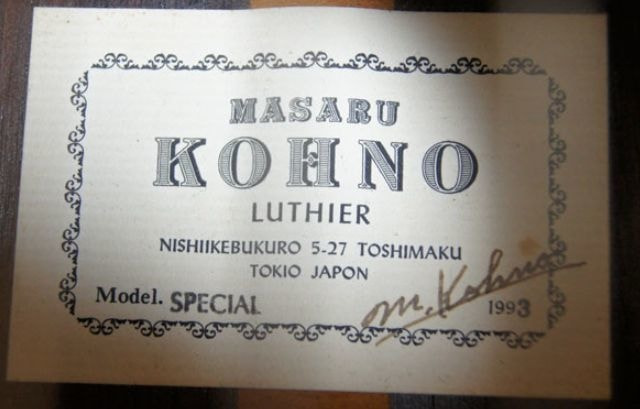 MASARU
KOHNO
LUTHIER
NISHIIKEBUKURO 5-27 TOSHIMAKU
TOKIO JAPON
Model. SPECIAL
M. Kohno
1993